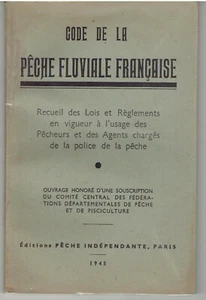 CODE DE LA
PÊCHE FLUVIALE FRANÇAISE
Recueil des Lois et Règlements
en vigueur à l'usage des
Pêcheurs et des Agents chargés
de la police de la pêche
OUVRAGE HONORÉ D'UNE SOUSCRIPTION
DU COMITÉ CENTRAL DES FÉDÉRA-
TIONS DÉPARTEMENTALES DE PÊCHE
ET DE PISCICULTURE
Éditions PÊCHE INDÉPENDANTE, PARIS
1948